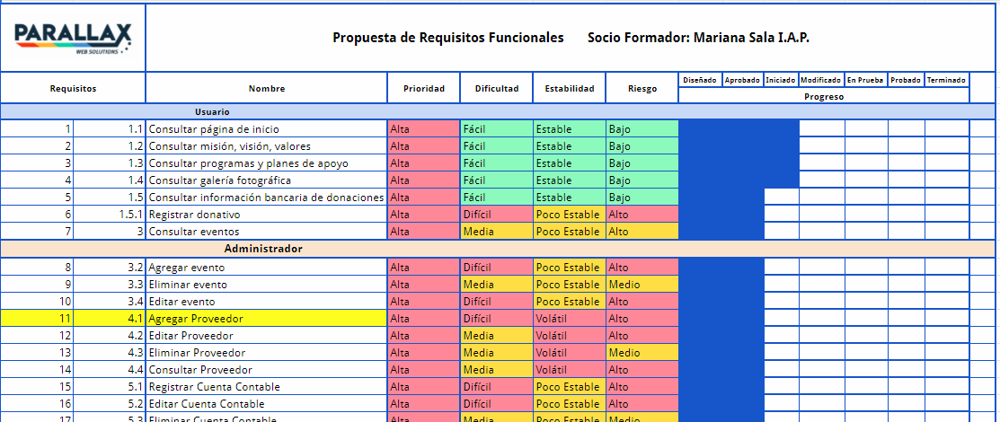 PARALLAX
WEB SOLUTIONS
Propuesta de Requisitos Funcionales Socio Formador: Mariana Sala I.A.P.
Requisitos Nombre Prioridad Dificultad Estabilidad Riesgo Diseñado Aprobado Iniciado Modificado En Prueba Probado Terminado
Progreso
Usuario
1 1.1 Consultar página de inicio Alta Fácil Estable Bajo
2 1.2 Consultar misión, visión, valores Alta Fácil Estable Bajo
3 1.3 Consultar programas y planes de apoyo Alta Fácil Estable Bajo
4 1.4 Consultar galería fotográfica Alta Fácil Estable Bajo
5 1.5 Consultar información bancaria de donaciones Alta Fácil Estable Bajo
6 1.5.1 Registrar donativo Alta Difícil Poco Estable Alto
7 3 Consultar eventos Alta Media Poco Estable Alto
Administrador
8 3.2 Agregar evento Alta Difícil Poco Estable Alto
9 3.3 Eliminar evento Alta Media Poco Estable Medio
10 3.4 Editar evento Alta Difícil Poco Estable Alto
11 4.1 Agregar Proveedor Alta Difícil Volátil Alto
12 4.2 Editar Proveedor Alta Media Volátil Alto
13 4.3 Eliminar Proveedor Alta Media Volátil Medio
14 4.4 Consultar Proveedor Alta Media Volátil Alto
15 5.1 Registrar Cuenta Contable Alta Difícil Poco Estable Alto
16 5.2 Editar Cuenta Contable Alta Difícil Poco Estable Alto
17 5.3 Eliminar Cuenta Contable Alta Media Poco Estable Medio